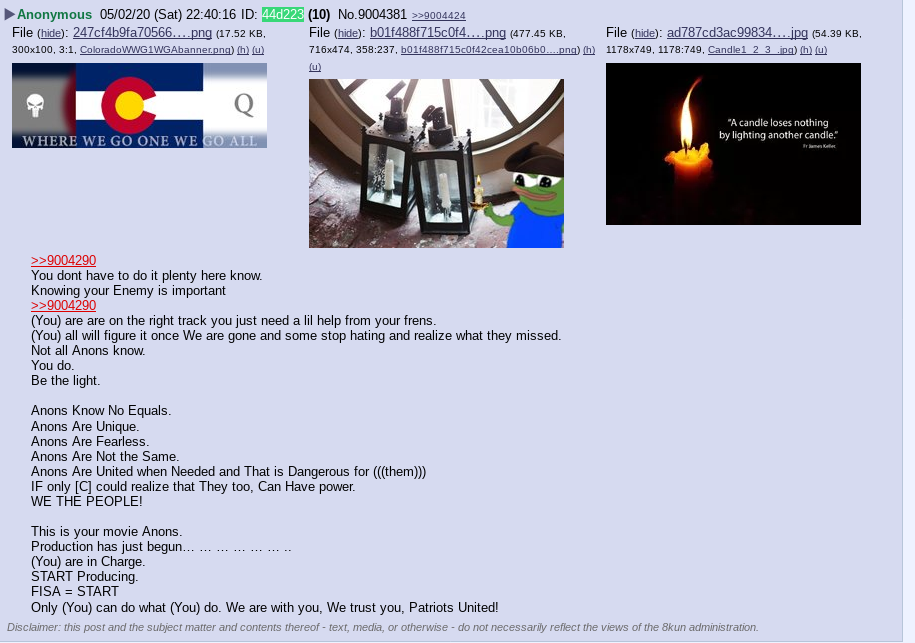 Anonymous 05/02/20 (Sat) 22:40:16 ID: 44d223 (10) No.9004381 >>9004424
File (hide): 247cf4b9fa70566….png (17.52 KB, 300x100, 3:1, ColoradoWWG1WGAbanner.png) (h) (u)
Q
WHERE WE GO ONE WE GO ALL
File (hide): b01f488f715c0f4….png (477.45 KB, 716x474, 358:237, b01f488f715c0f42cea10b06b0….png) (h) (u)
File (hide): ad787cd3ac99834….jpg (54.39 KB, 1178x749, 1178:749, Candle1_2_3_.jpg) (h) (u)
"A candle loses nothing
by lighting another candle."
Fr James Keller.
>>9004290
You dont have to do it plenty here know.
Knowing your Enemy is important
>>9004290
(You) are are on the right track you just need a lil help from your frens.
(You) all will figure it once We are gone and some stop hating and realize what they missed.
Not all Anons know.
You do.
Be the light.
Anons Know No Equals.
Anons Are Unique.
Anons Are Fearless.
Anons Are Not the Same.
Anons Are United when Needed and That is Dangerous for (((them)))
IF only [C] could realize that They too, Can Have power.
WE THE PEOPLE!
This is your movie Anons.
Production has just begun… … … … … … ..
(You) are in Charge.
START Producing.
FISA = START
Only (You) can do what (You) do. We are with you, We trust you, Patriots United!
Disclaimer: this post and the subject matter and contents thereof - text, media, or otherwise - do not necessarily reflect the views of the 8kun administration.